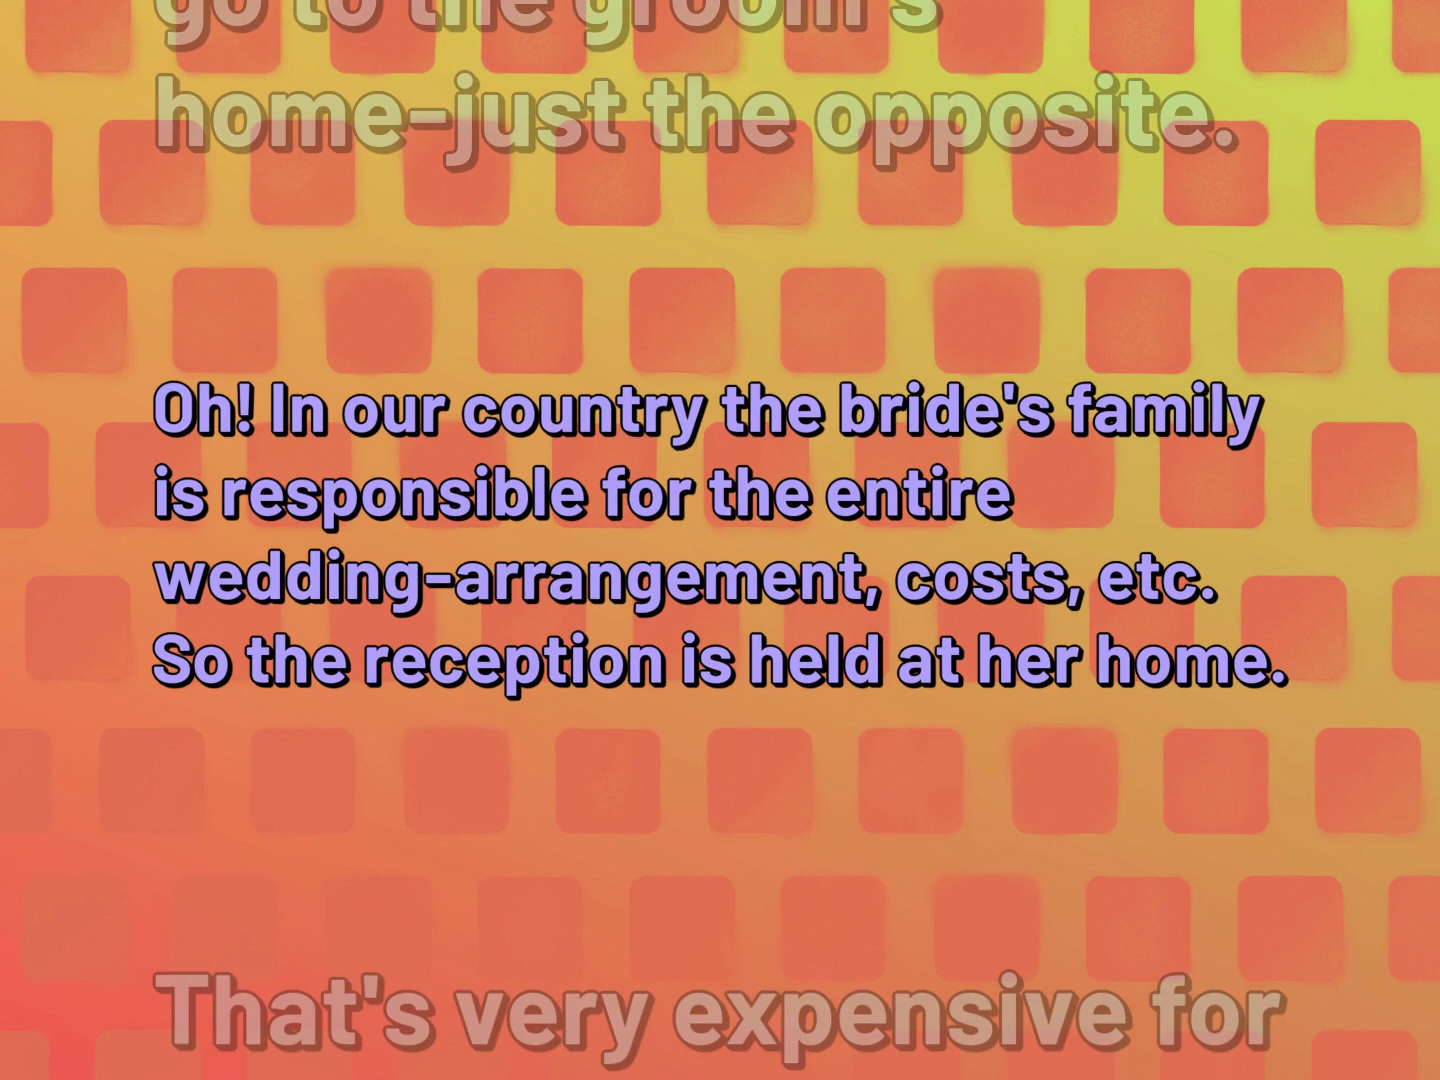 go to the groom's
home-just the opposite.
Oh! In our country the bride's family
is responsible for the entire
wedding-arrangement, costs, etc.
So the reception is held at her home.
That's very expensive for